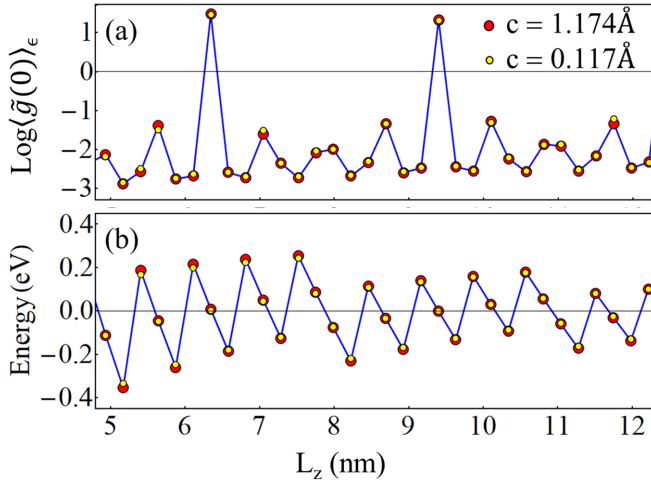 (a)
c = 1.174Å
c = 0.117Å
Log⟨g̃(0)⟩ϵ
1
0
−1
−2
−3
(b)
Energy(eV)
0.4
0.2
0.0
−0.2
−0.4
5 6 7 8 9 10 11 12
L_z (nm)